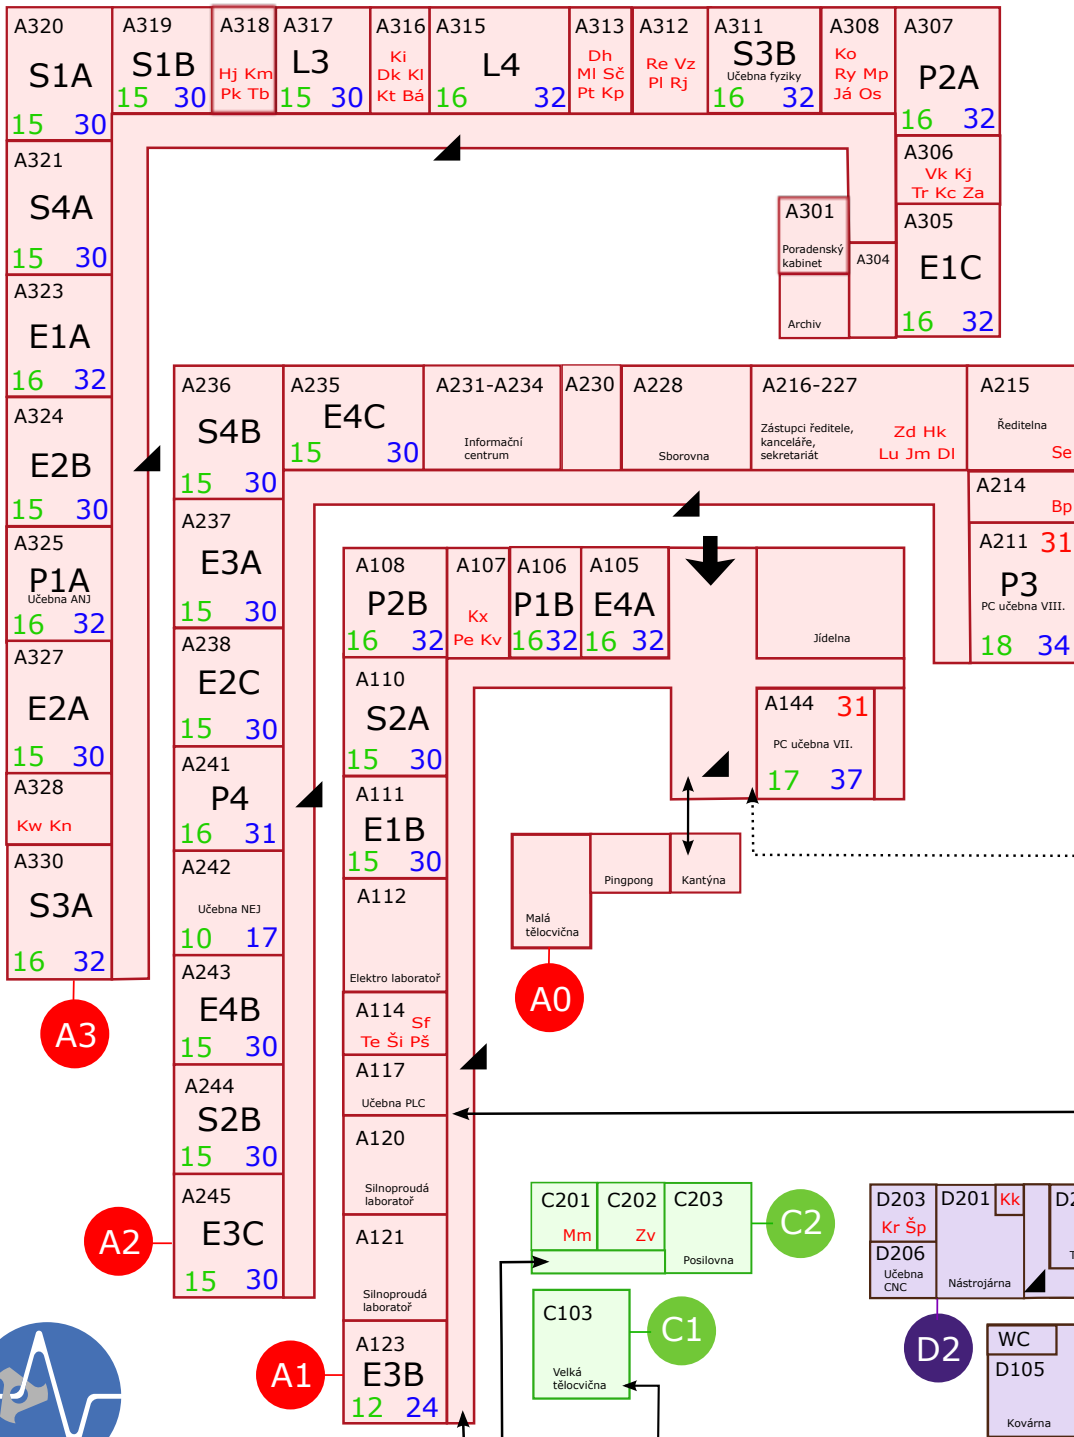 A320
S1A
15 30
A319
S1B
15 30
A318
Hj Km
Pk Tb
A317
L3
15 30
A316
Ki
Dk Kl
Kt Bá
A315
L4
16 32
A313
Dh
Ml Sč
Pt Kp
A312
Re Vz
Pl Rj
A311
S3B
Učebna fyziky
16 32
A308
Ko
Ry Mp
Já Os
A307
P2A
16 32
A306
Vk Kj
Tr Kc Za
A305
E1C
16 32
A301
Poradenský
kabinet
A304
Archiv
A321
S4A
15 30
A323
E1A
16 32
A324
E2B
15 30
A325
P1A
Učebna ANJ
16 32
A327
E2A
15 30
A328
Kw Kn
A330
S3A
16 32
A3
A236
S4B
15 30
A235
E4C
15 30
A231-A234
Informační
centrum
A230
A228
Sborovna
A216-227
Zástupci ředitele,
kanceláře,
sekretariát
Zd Hk
Lu Jm Dl
A215
Ředitelna
Se
A214
Bp
A211 31
P3
PC učebna VIII.
18 34
A237
E3A
15 30
A238
E2C
15 30
A241
P4
16 31
A242
Učebna NEJ
10 17
A243
E4B
15 30
A244
S2B
15 30
A245
E3C
15 30
A2
A108
P2B
16 32
A107
Kx
Pe Kv
A106
P1B
16 32
A105
E4A
16 32
Jídelna
A144 31
PC učebna VII.
17 37
A110
S2A
15 30
A111
E1B
15 30
A112
Elektro laboratoř
A114
Sf
Te Ši Pš
A117
Učebna PLC
A120
Silnoproudá
laboratoř
A121
Silnoproudá
laboratoř
A123
E3B
12 24
A1
Malá
tělocvična
Pingpong
Kantýna
A0
C201
Mm
C202
Zv
C203
Posilovna
C2
C103
Velká
tělocvična
C1
D203
Kr Šp
D206
Učebna
CNC
D201
Kk
Nástrojárna
D2
WC
D105
Kovárna